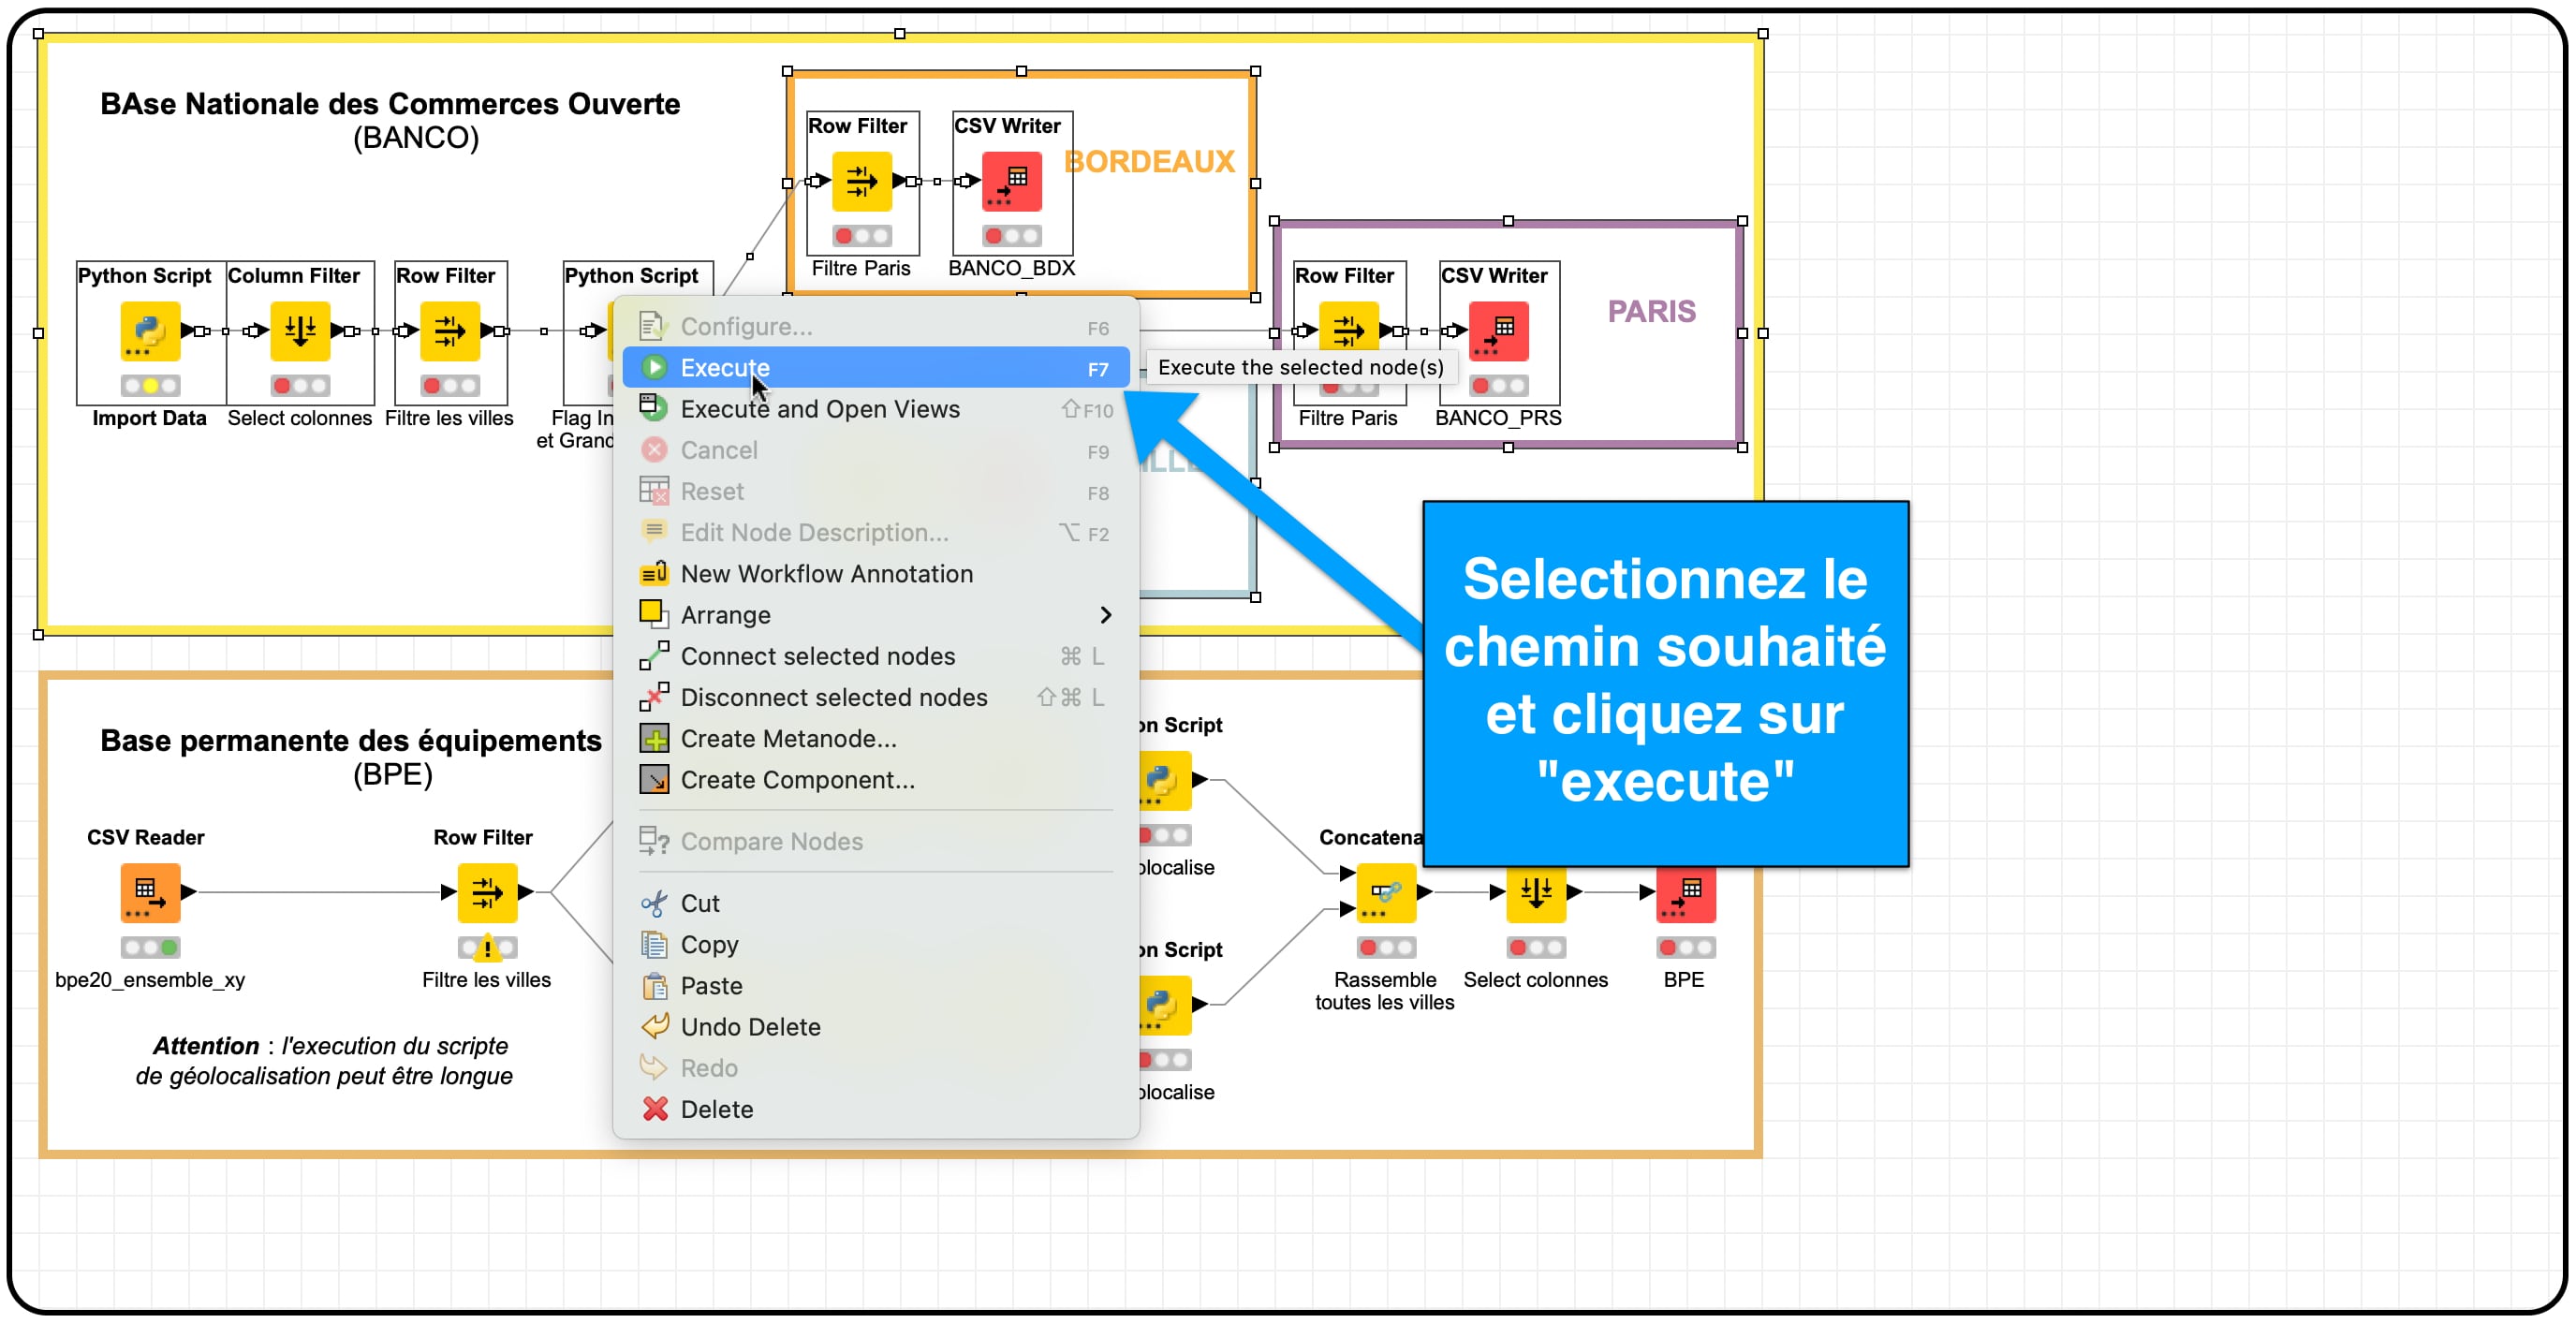 BAse Nationale des Commerces Ouverte
(BANCO)
Row Filter
CSV Writer
BORDEAUX
Filtre Paris
BANCO_BDX
Python Script
Column Filter
Row Filter
Python Script
Import Data
Select colonnes
Filtre les villes
Flag In
et Grand
Row Filter
CSV Writer
PARIS
Filtre Paris
BANCO_PRS
Configure... F6
Execute F7
Execute the selected node(s)
Execute and Open Views ⇧F10
Cancel F9
Reset F8
Edit Node Description... ⌥ F2
New Workflow Annotation
Arrange
Connect selected nodes ⌘ L
Disconnect selected nodes ⇧⌘ L
Create Metanode...
Create Component...
Compare Nodes
Cut
Copy
Paste
Undo Delete
Redo
Delete
Selectionnez le
chemin souhaité
et cliquez sur
"execute"
Base permanente des équipements
(BPE)
CSV Reader
Row Filter
bpe20_ensemble_xy
Filtre les villes
Attention : l'execution du scripte
de géolocalisation peut être longue
on Script
olocalise
on Script
olocalise
Concatena
Rassemble
toutes les villes
Select colonnes
BPE